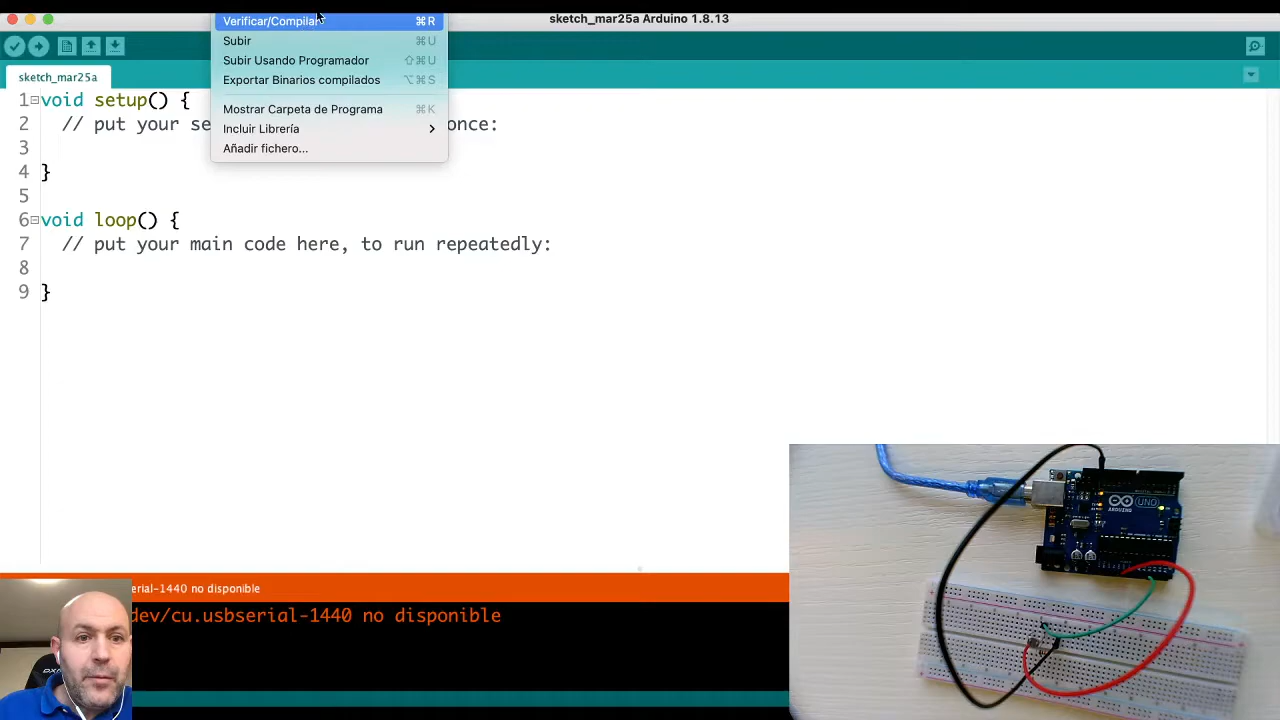 sketch_mar25a Arduino 1.8.13
Verificar/Compilar ⌘R
Subir ⌘U
Subir Usando Programador ⇧⌘U
Exportar Binarios compilados ⌥⌘S
Mostrar Carpeta de Programa ⌘K
Incluir Librería
Añadir fichero...
sketch_mar25a
1 void setup() {
2 // put your se once:
3
4 }
5
6 void loop() {
7 // put your main code here, to run repeatedly:
8
9 }
erial-1440 no disponible
dev/cu.usbserial-1440 no disponible
UNO
ARDUINO